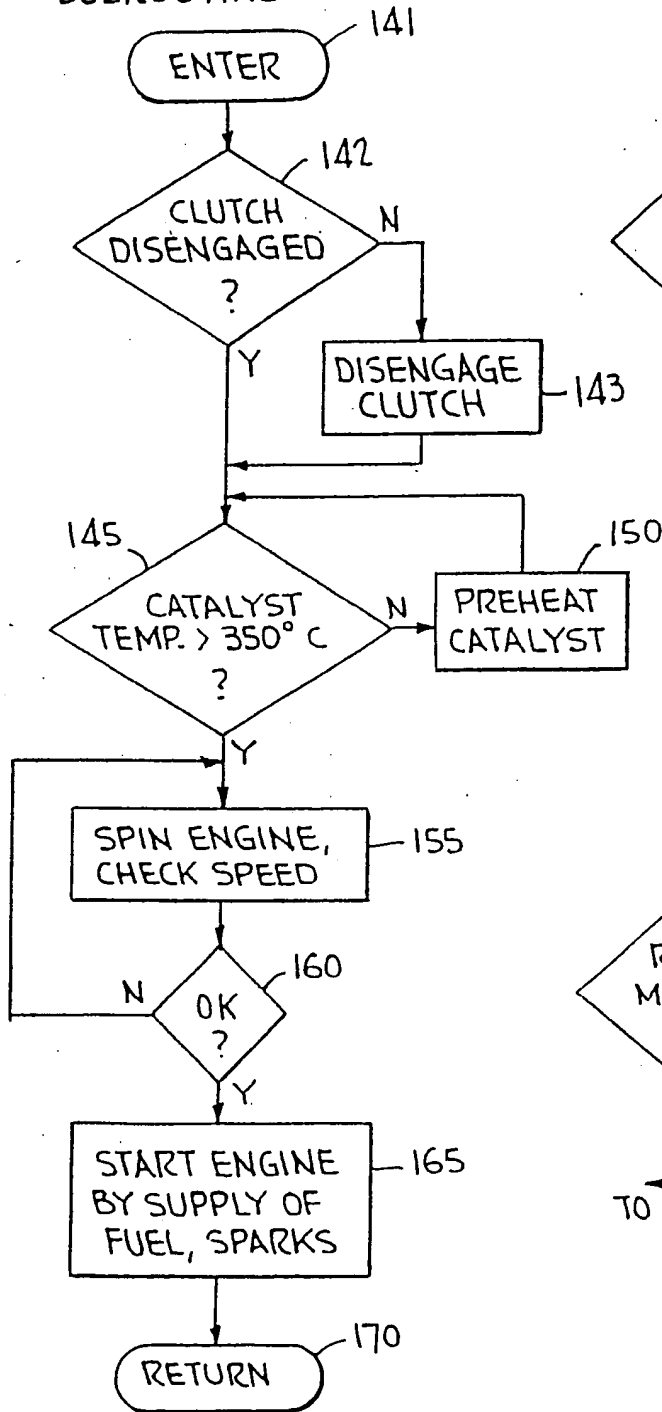 141
ENTER
142
CLUTCH
DISENGAGED
?
N
Y
DISENGAGE
CLUTCH
143
145
CATALYST
TEMP. > 350° C
?
N
Y
150
PREHEAT
CATALYST
SPIN ENGINE,
CHECK SPEED
155
160
OK
?
N
Y
START ENGINE
BY SUPPLY OF
FUEL, SPARKS
165
170
RETURN
M
TO